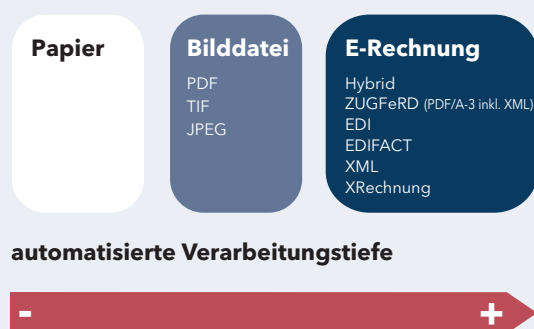 Papier
Bilddatei
PDF
TIF
JPEG
E-Rechnung
Hybrid
ZUGFeRD (PDF/A-3 inkl. XML)
EDI
EDIFACT
XML
XRechnung
automatisierte Verarbeitungstiefe
- +